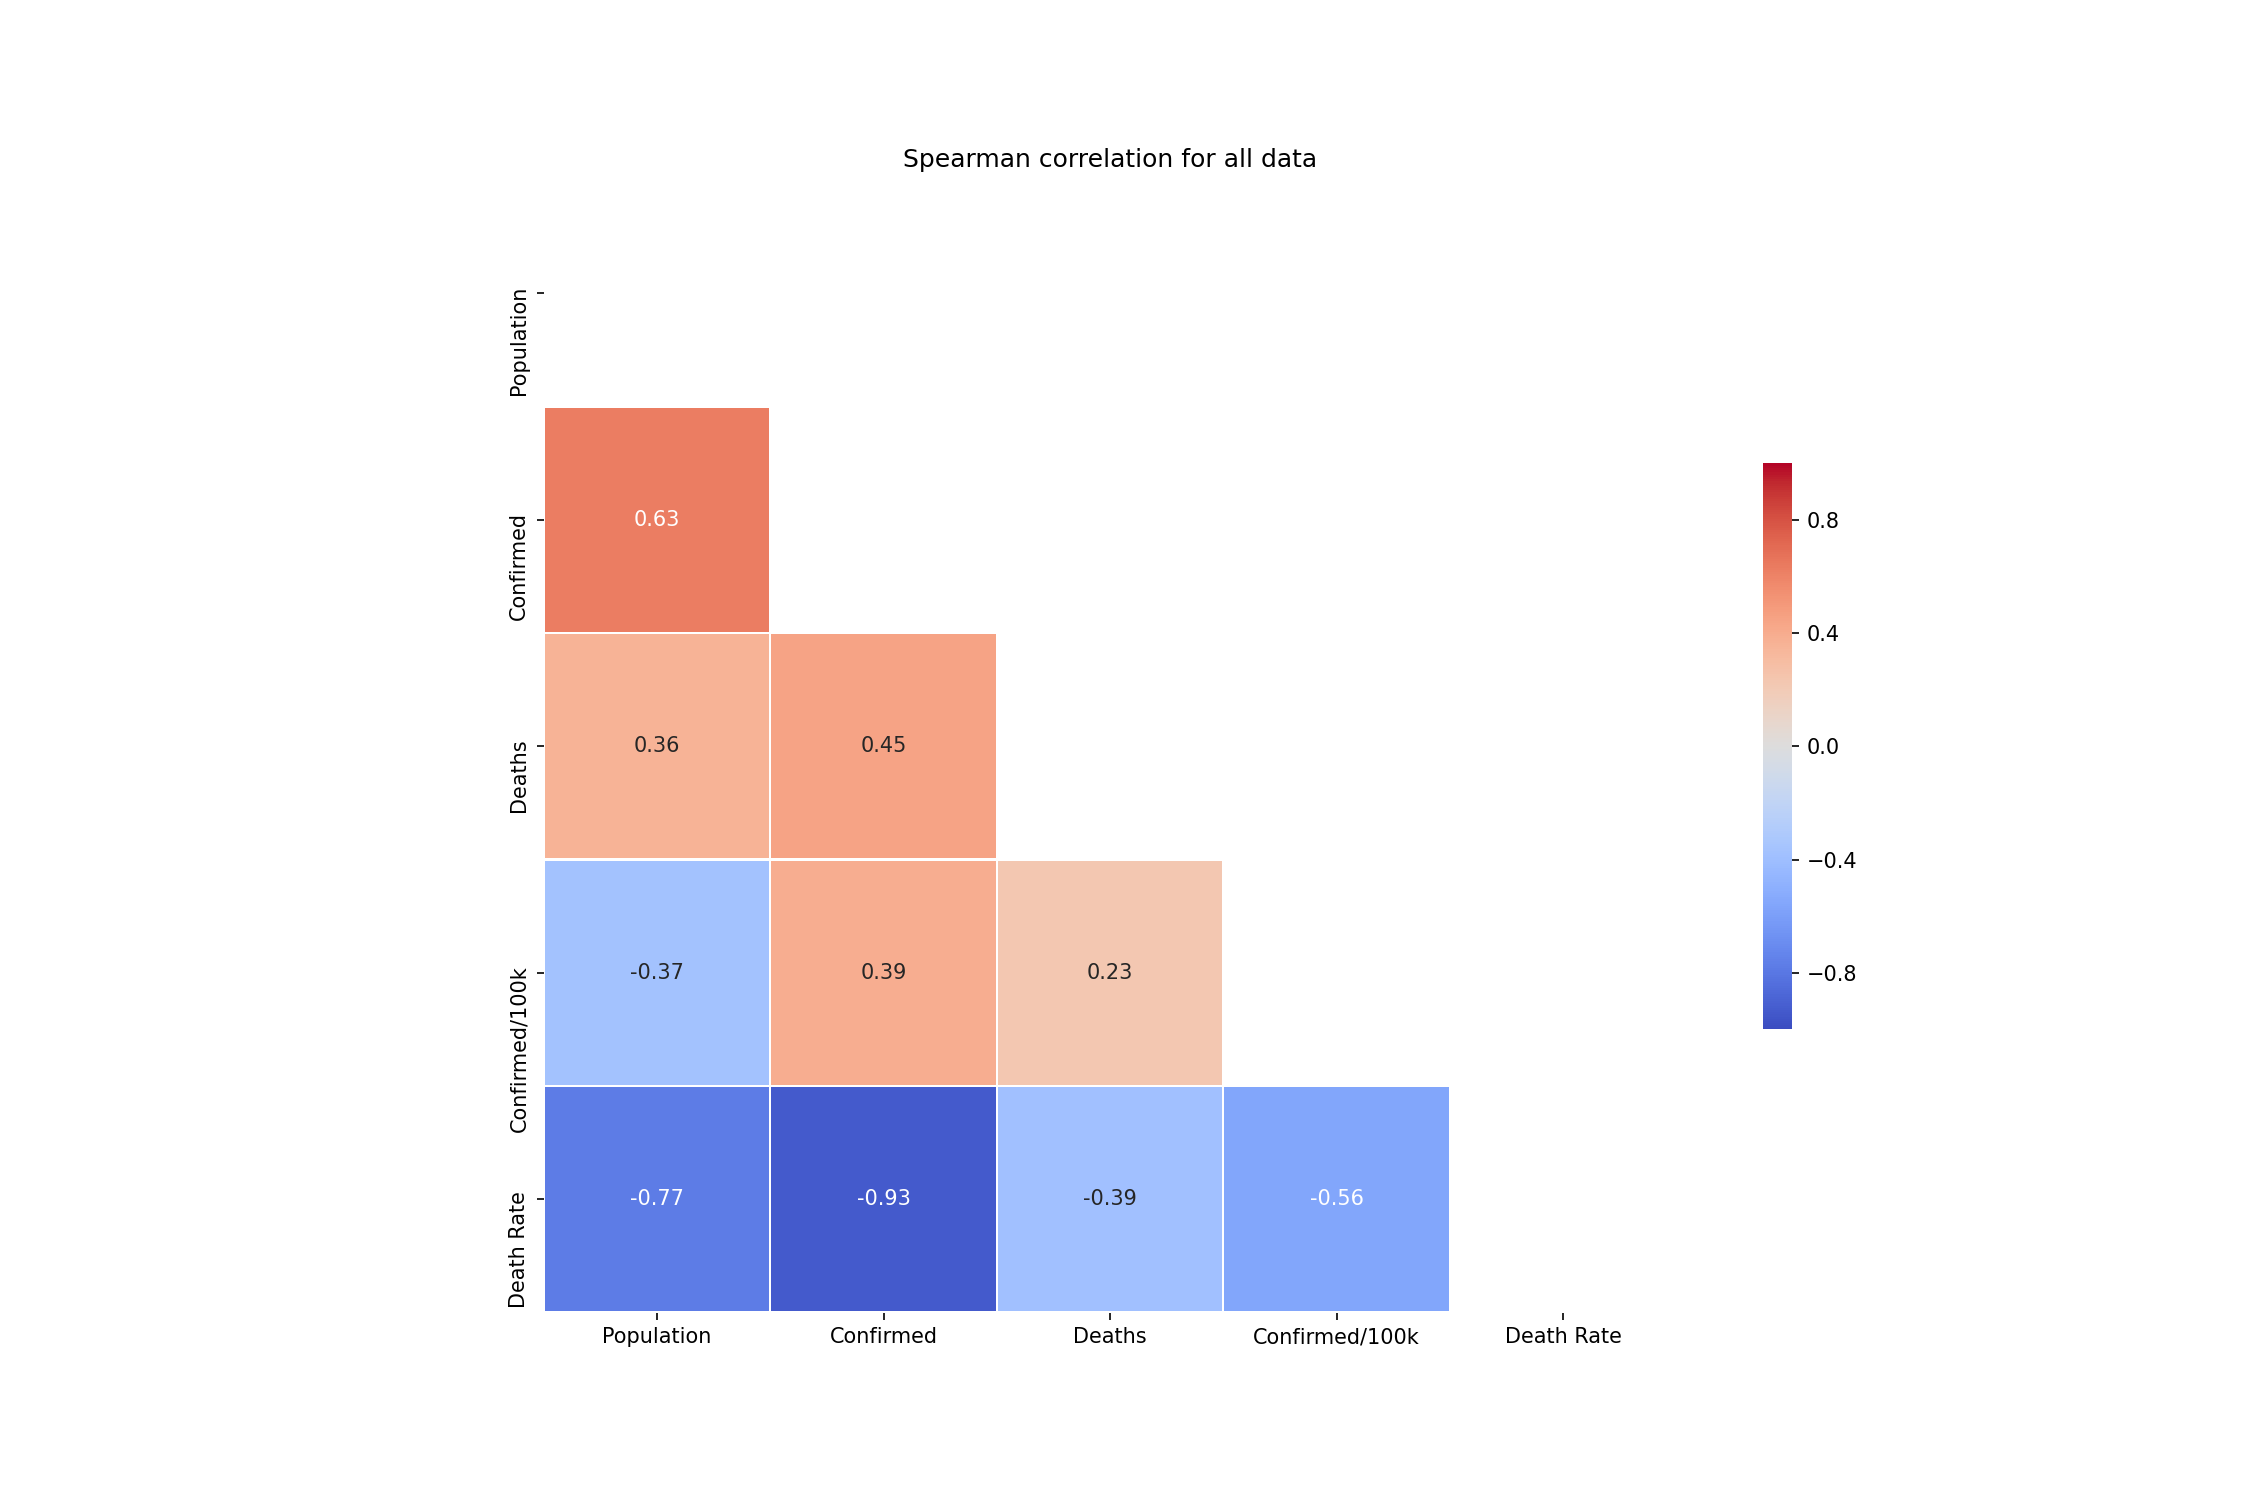 Spearman correlation for all data
Population
Confirmed
0.63
Deaths
0.36 0.45
Confirmed/100k
-0.37 0.39 0.23
Death Rate
-0.77 -0.93 -0.39 -0.56
Population Confirmed Deaths Confirmed/100k Death Rate
0.8
0.4
0.0
−0.4
−0.8